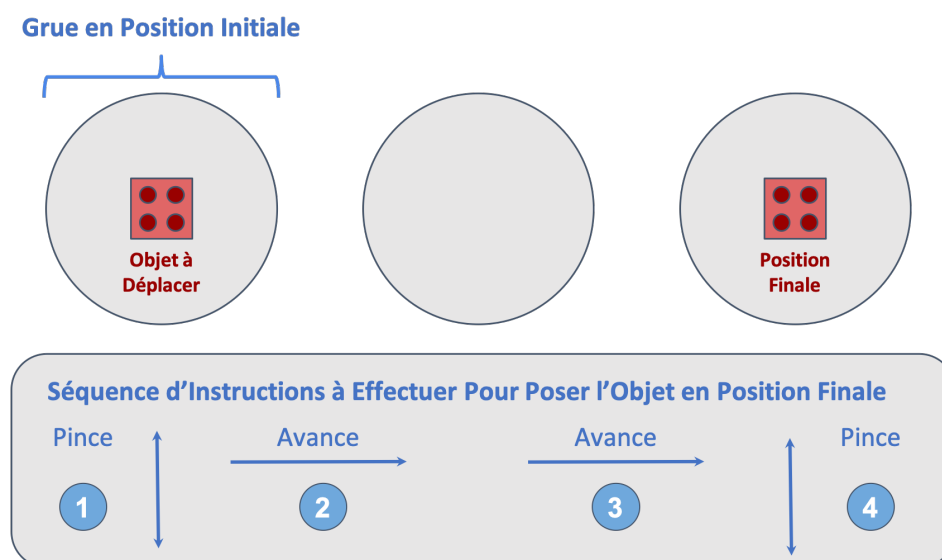 Grue en Position Initiale
Objet à
Déplacer
Position
Finale
Séquence d'Instructions à Effectuer Pour Poser l'Objet en Position Finale
Pince
Avance
Avance
Pince
1
2
3
4